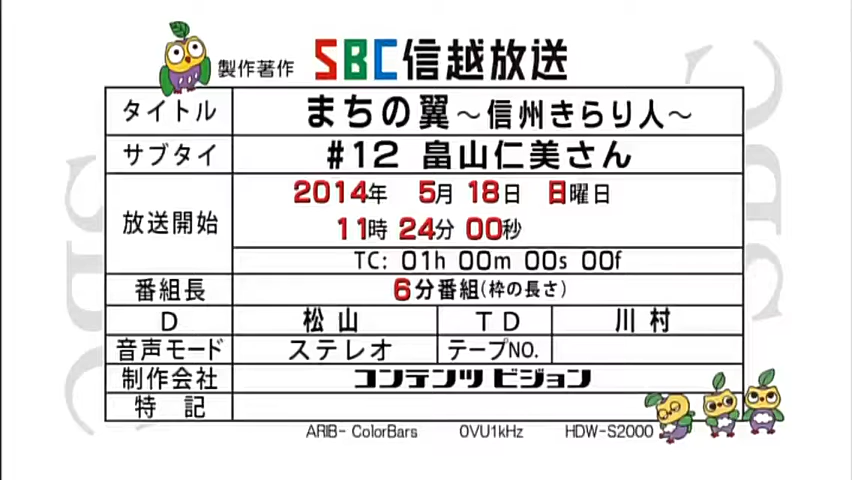 製作著作 SBC信越放送
タイトル まちの翼～信州きらり人～
サブタイ #12 畠山仁美さん
放送開始 2014年 5月 18日 日曜日
11時 24分 00秒
TC: 01h 00m 00s 00f
番組長 6分番組(枠の長さ)
D 松山 TD 川村
音声モード ステレオ テープNO.
制作会社 コンテンツ ビジョン
特記
ARIB- ColorBars 0VU1kHz HDW-S2000
SBC
SBC